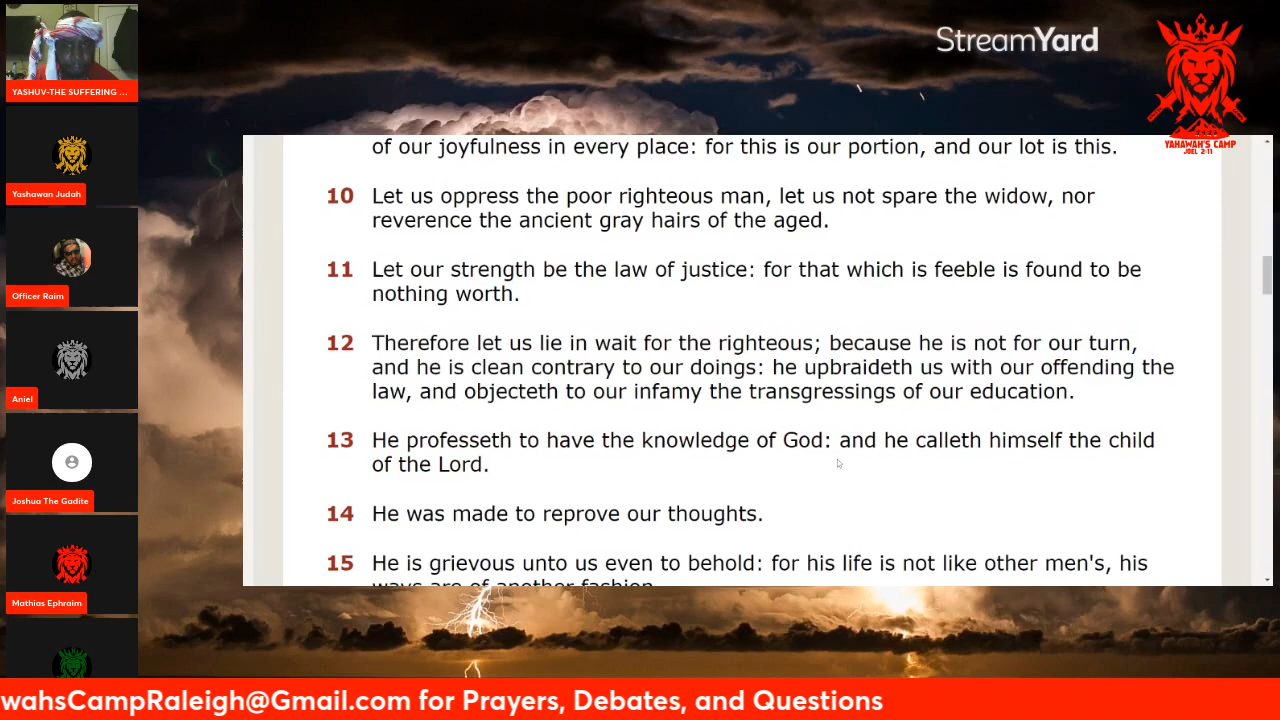 StreamYard
YAHAWAH'S CAMP
JOEL 2:11
YASHUV-THE SUFFERING ...
Yashawan Judah
Officer Raim
Aniel
Joshua The Gadite
Mathias Ephraim
of our joyfulness in every place: for this is our portion, and our lot is this.
10 Let us oppress the poor righteous man, let us not spare the widow, nor
reverence the ancient gray hairs of the aged.
11 Let our strength be the law of justice: for that which is feeble is found to be
nothing worth.
12 Therefore let us lie in wait for the righteous; because he is not for our turn,
and he is clean contrary to our doings: he upbraideth us with our offending the
law, and objecteth to our infamy the transgressings of our education.
13 He professeth to have the knowledge of God: and he calleth himself the child
of the Lord.
14 He was made to reprove our thoughts.
15 He is grievous unto us even to behold: for his life is not like other men's, his
ways are of another fashion
wahsCampRaleigh@Gmail.com for Prayers, Debates, and Questions